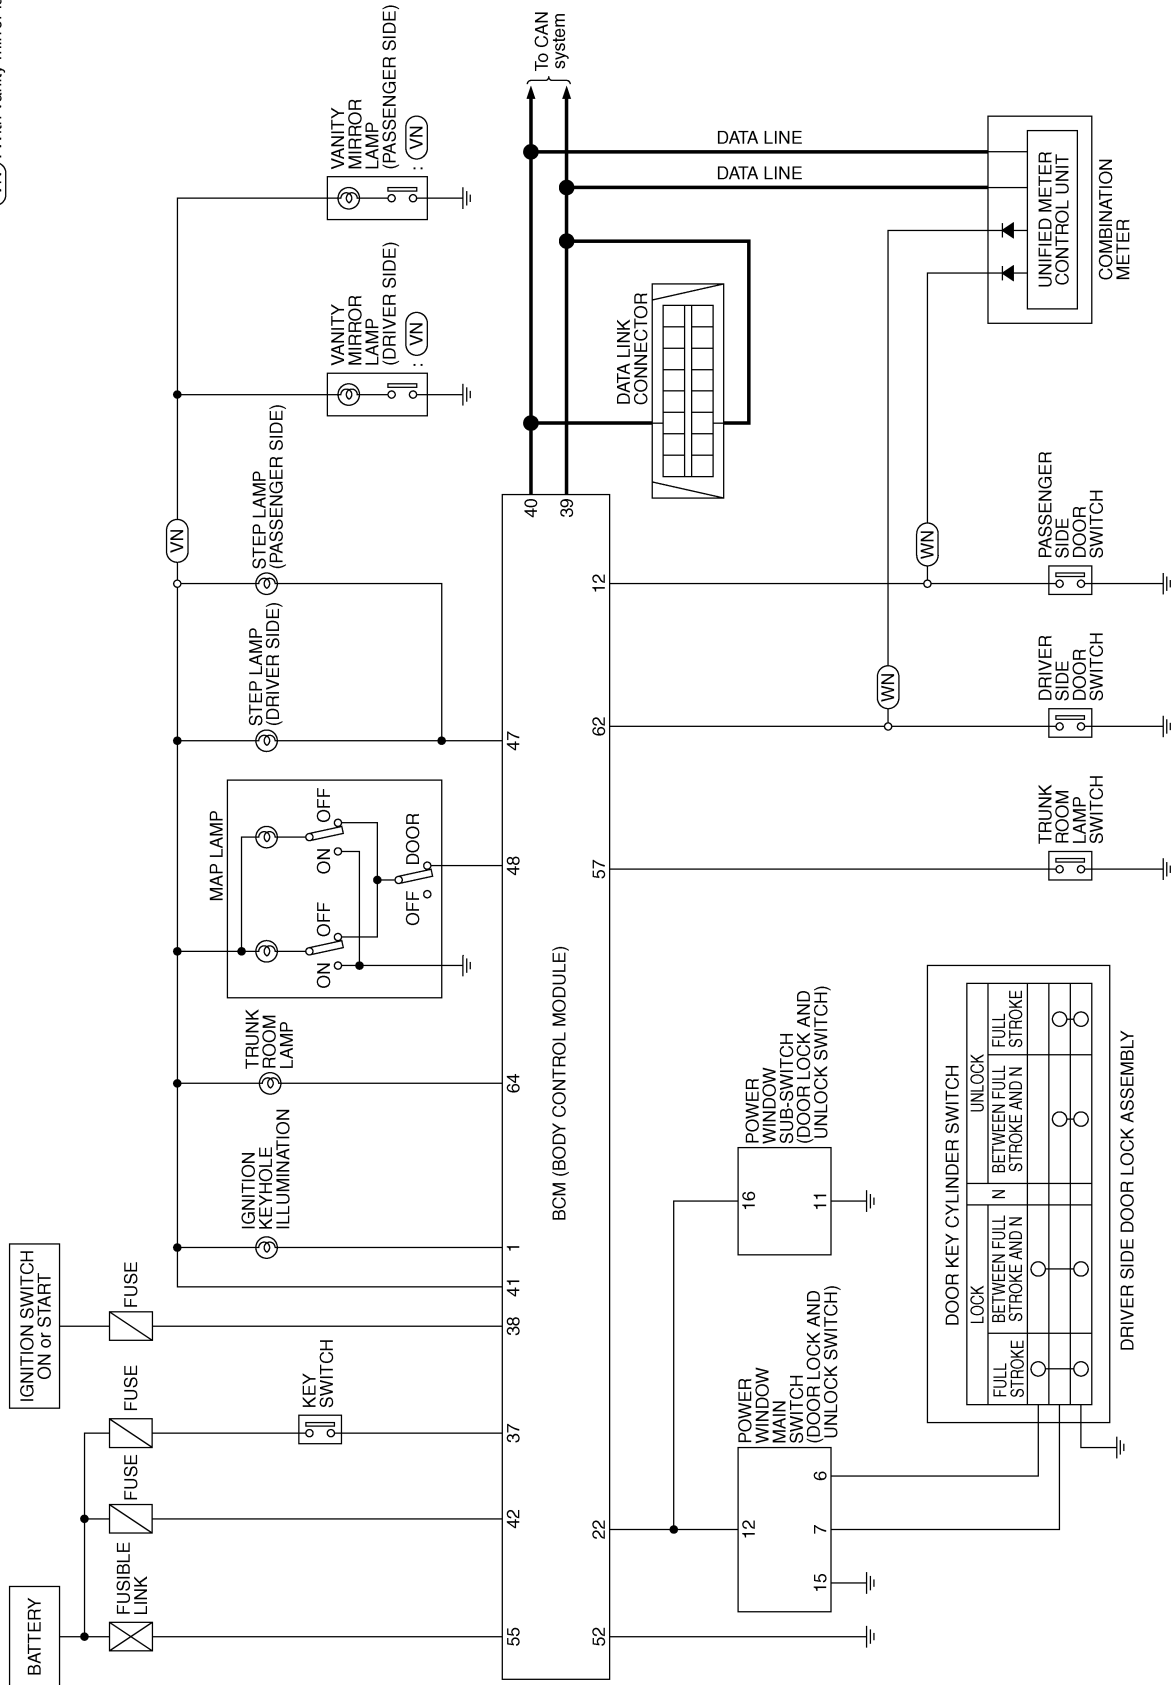 BATTERY
IGNITION SWITCH
ON or START
FUSIBLE
LINK
FUSE
FUSE
FUSE
KEY
SWITCH
IGNITION
KEYHOLE
ILLUMINATION
TRUNK
ROOM
LAMP
MAP LAMP
ON
OFF
ON
OFF
OFF
DOOR
STEP LAMP
(DRIVER SIDE)
STEP LAMP
(PASSENGER SIDE)
VN
VANITY
MIRROR
LAMP
(DRIVER SIDE)
: VN
VANITY
MIRROR
LAMP
(PASSENGER SIDE)
: VN
55
42
37
38
41
1
64
48
47
40
39
BCM (BODY CONTROL MODULE)
52
22
57
62
12
To CAN
system
DATA LINE
DATA LINE
DATA LINK
CONNECTOR
UNIFIED METER
CONTROL UNIT
COMBINATION
METER
WN
WN
POWER
WINDOW
MAIN
SWITCH
(DOOR LOCK AND
UNLOCK SWITCH)
12
15
7
6
POWER
WINDOW
SUB-SWITCH
(DOOR LOCK AND
UNLOCK SWITCH)
16
11
TRUNK
ROOM
LAMP
SWITCH
DRIVER
SIDE
DOOR
SWITCH
PASSENGER
SIDE
DOOR
SWITCH
DOOR KEY CYLINDER SWITCH
LOCK
N
UNLOCK
FULL
STROKE
BETWEEN FULL
STROKE AND N
BETWEEN FULL
STROKE AND N
FULL
STROKE
DRIVER SIDE DOOR LOCK ASSEMBLY